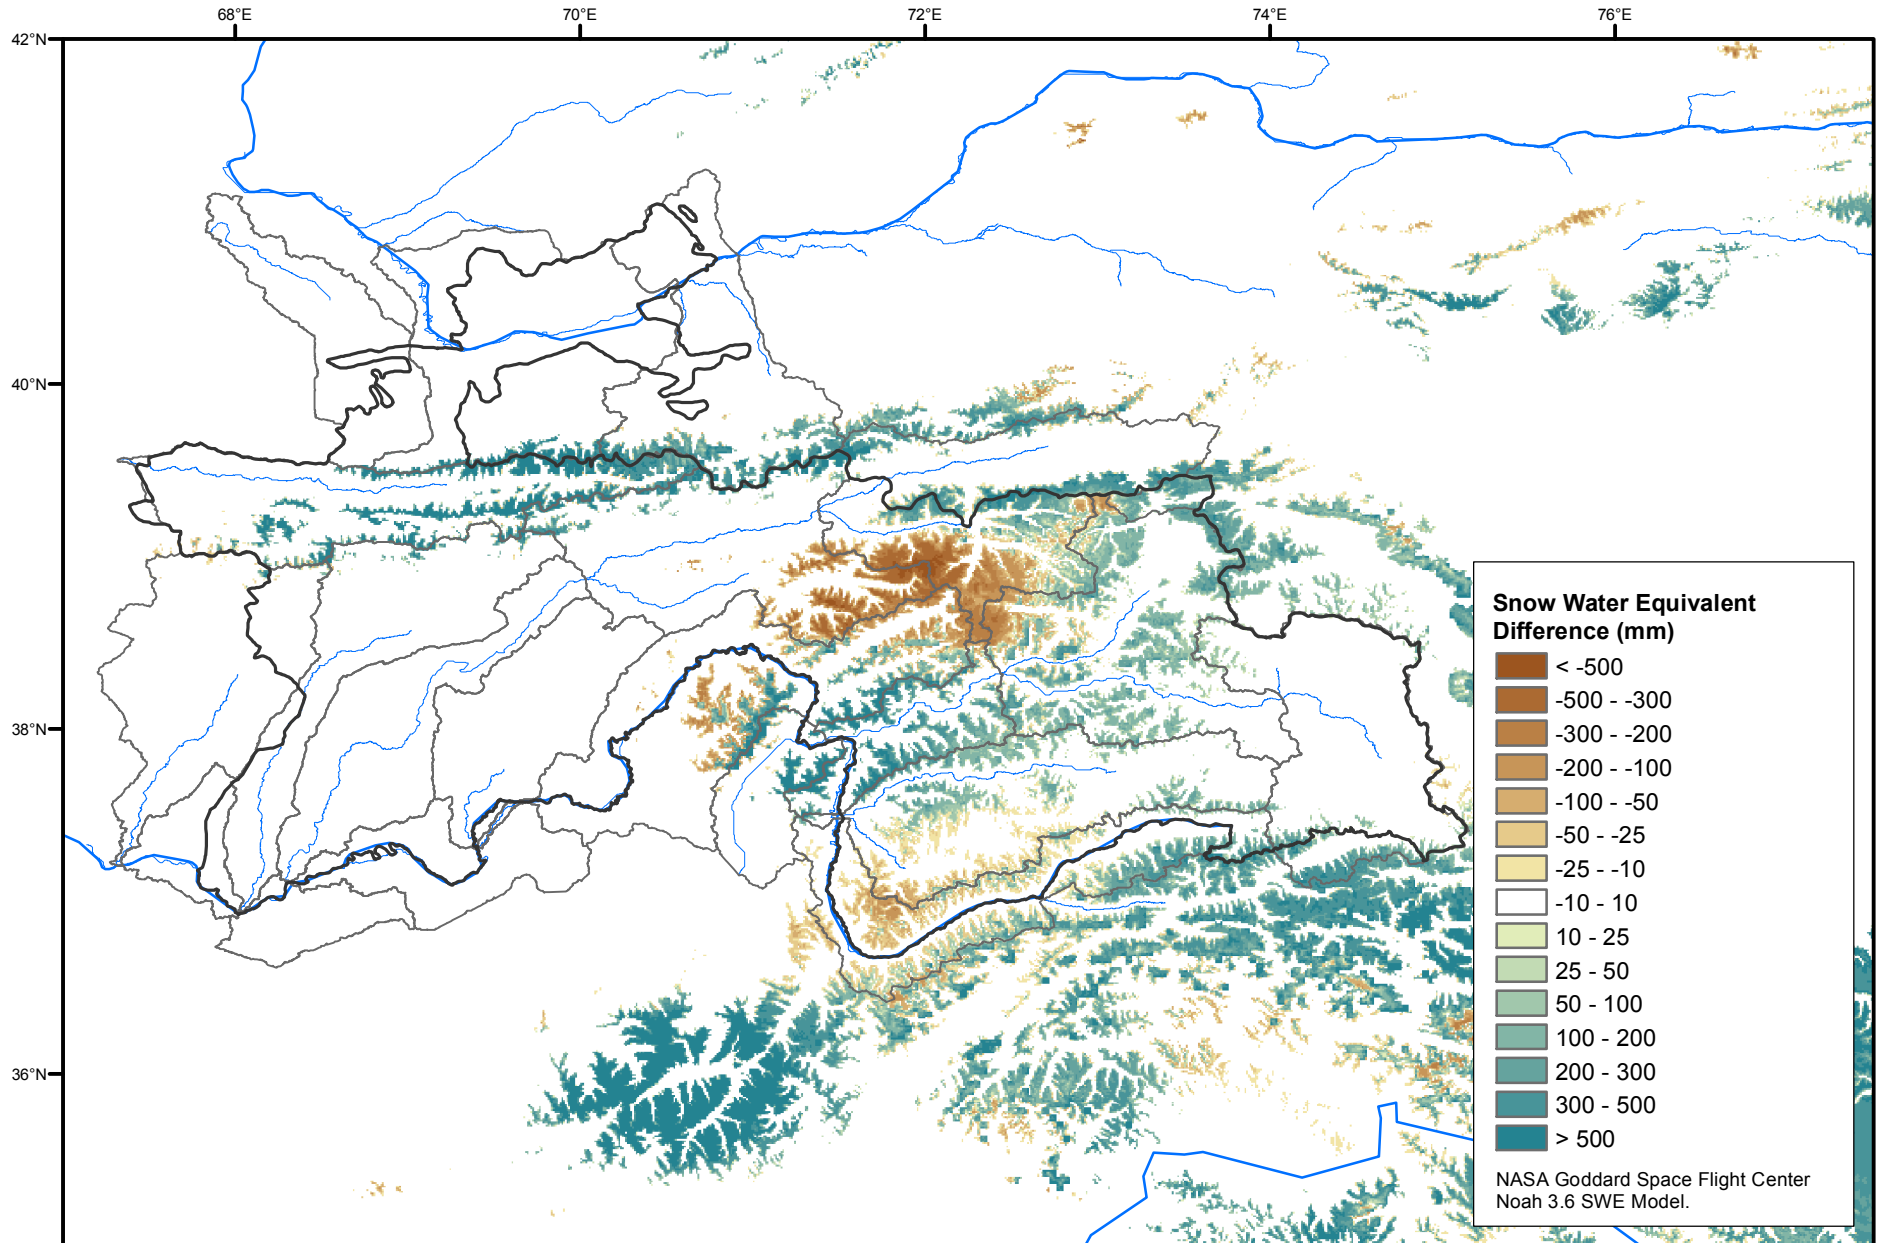 68°E
70°E
72°E
74°E
76°E
42°N
40°N
38°N
36°N
Snow Water Equivalent
Difference (mm)
< -500
-500 - -300
-300 - -200
-200 - -100
-100 - -50
-50 - -25
-25 - -10
-10 - 10
10 - 25
25 - 50
50 - 100
100 - 200
200 - 300
300 - 500
> 500
NASA Goddard Space Flight Center
Noah 3.6 SWE Model.